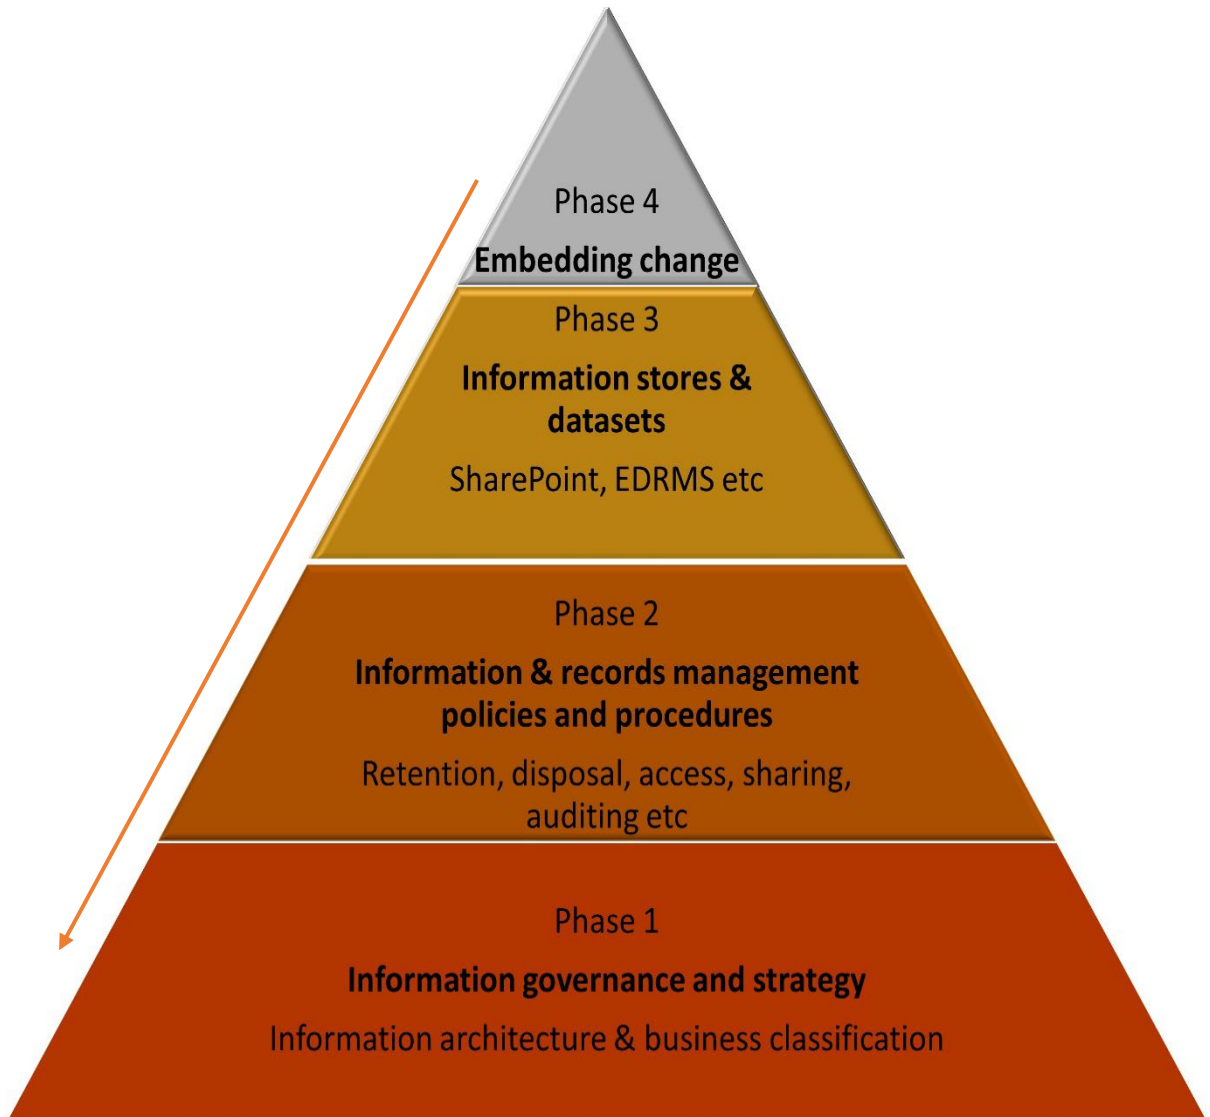 Phase 4
Embedding change
Phase 3
Information stores &
datasets
SharePoint, EDRMS etc
Phase 2
Information & records management
policies and procedures
Retention, disposal, access, sharing,
auditing etc
Phase 1
Information governance and strategy
Information architecture & business classification